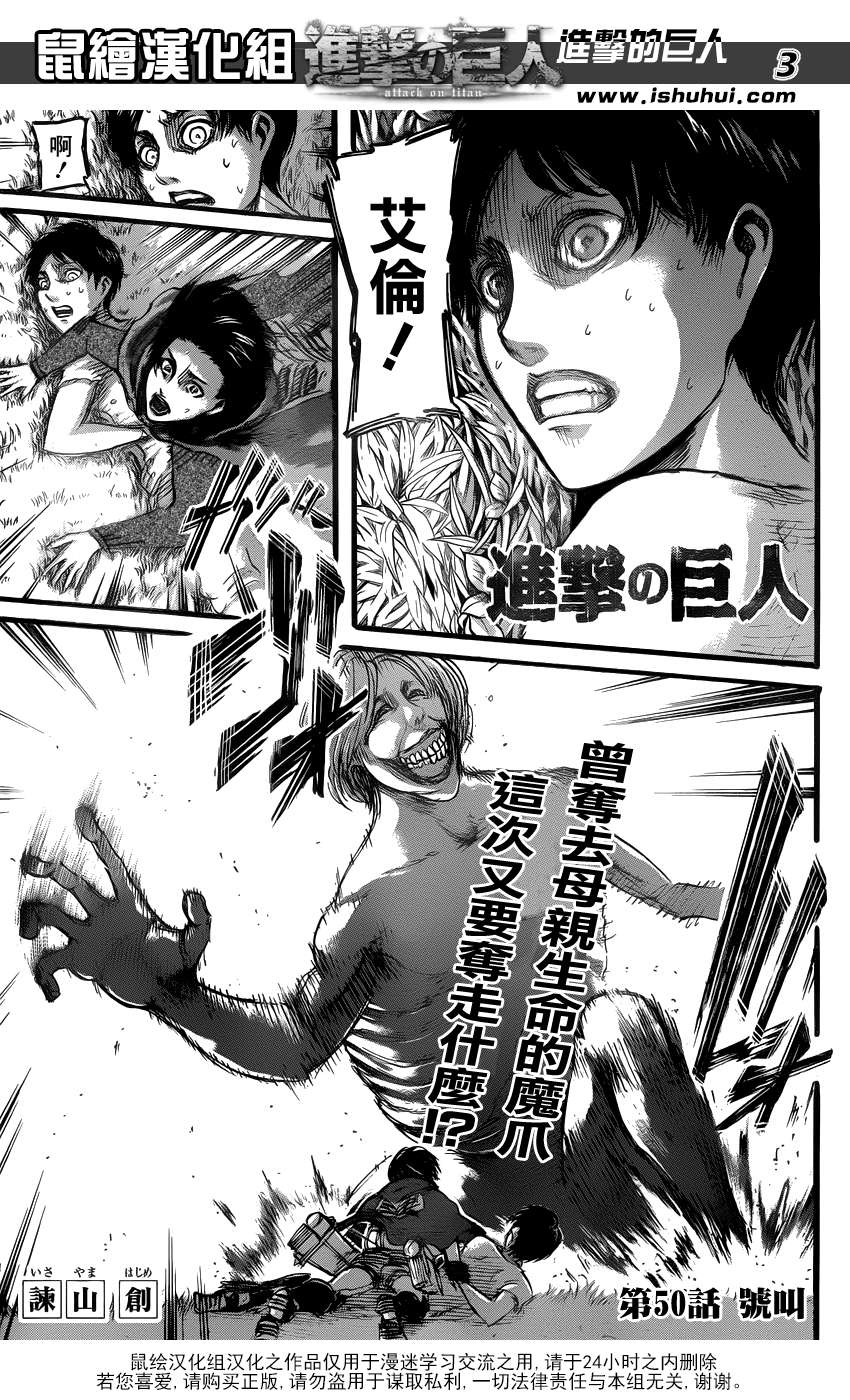 鼠繪漢化組
進撃の巨人
attack on titan
進擊的巨人
www.ishuhui.com
3
艾倫！
進撃の巨人
啊！
曾奪去母親生命的魔爪
這次又要奪走什麼!?
いさ やま はじめ
諫山創
第50話 號叫
鼠绘汉化组汉化之作品仅用于漫迷学习交流之用, 请于24小时之内删除
若您喜爱, 请购买正版, 请勿盗用于谋取私利, 一切法律责任与本组无关, 谢谢。